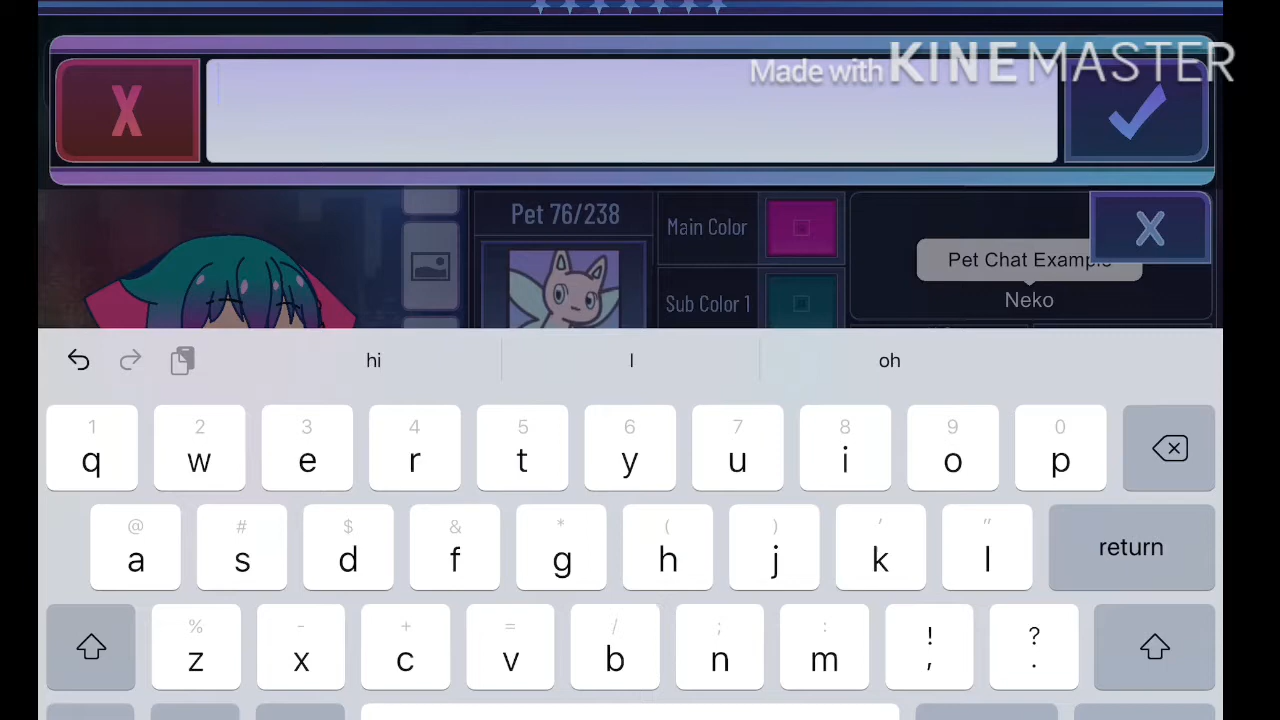 Made with KINEMASTER
X
Pet 76/238
Main Color
X
Pet Chat Example
Neko
Sub Color 1
hi I oh
1 2 3 4 5 6 7 8 9 0
q w e r t y u i o p
@ # $ & * ( ) ' "
a s d f g h j k l return
% - + = / ; : ! ?
z x c v b n m , .